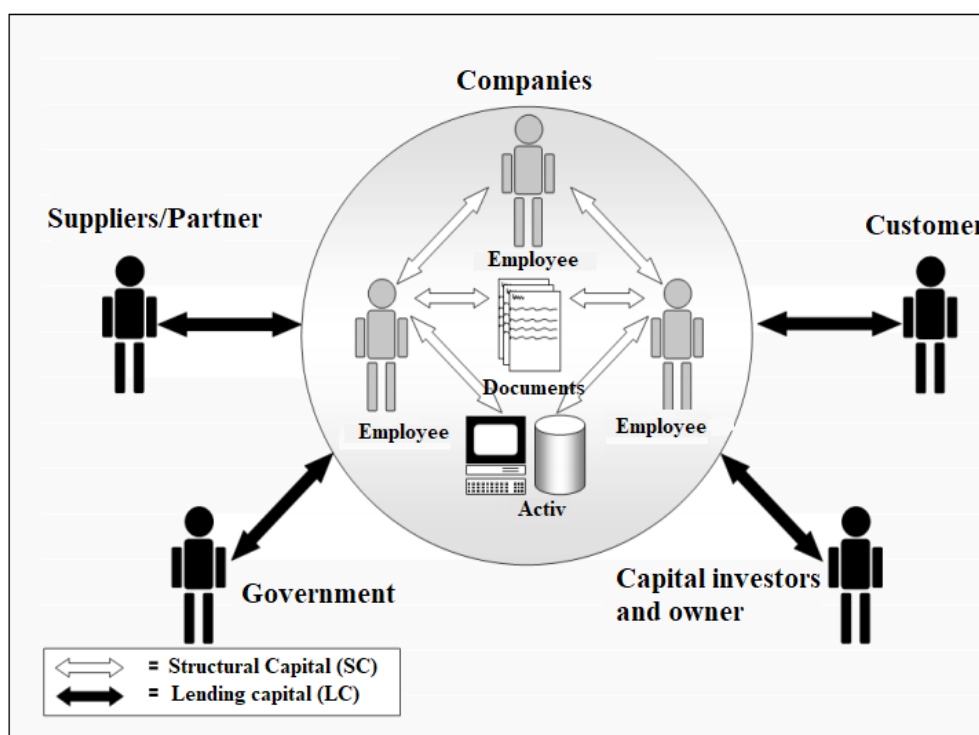 Companies
Suppliers/Partner
Customer
Employee
Documents
Employee
Employee
Activ
Government
Capital investors
and owner
= Structural Capital (SC)
= Lending capital (LC)